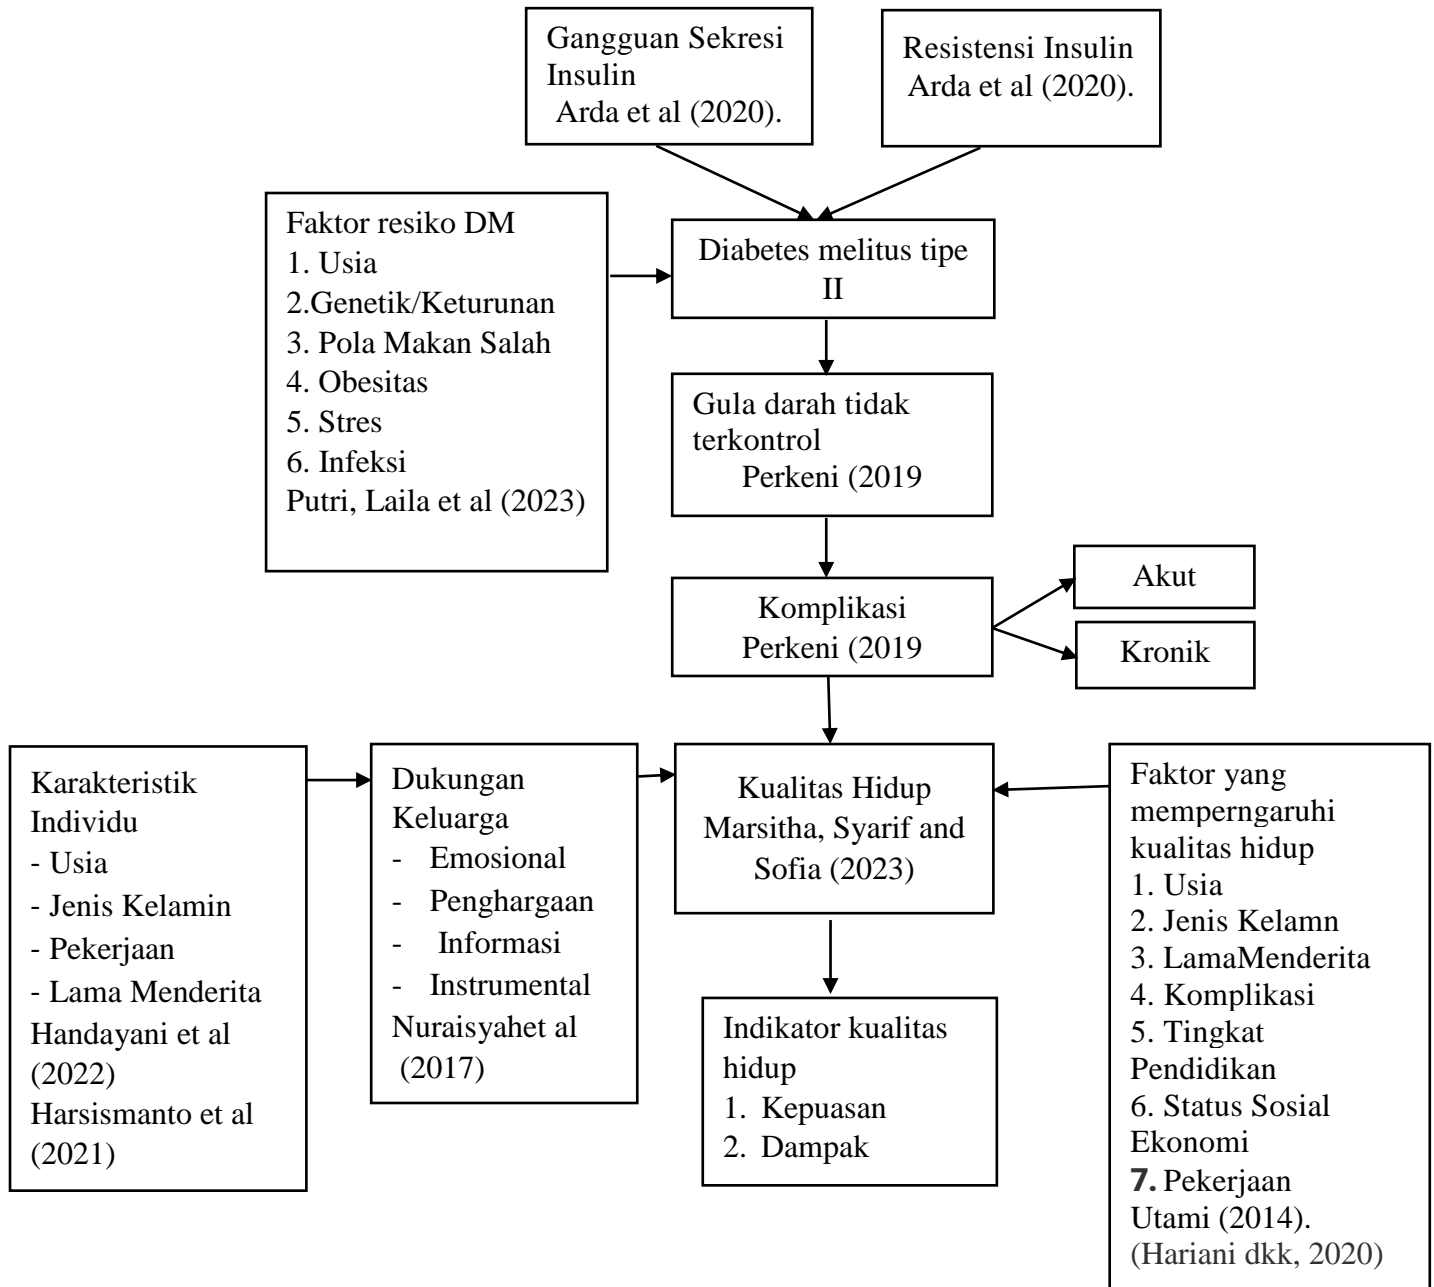 Gangguan Sekresi
Insulin
Arda et al (2020).
Resistensi Insulin
Arda et al (2020).
Faktor resiko DM
1. Usia
2.Genetik/Keturunan
3. Pola Makan Salah
4. Obesitas
5. Stres
6. Infeksi
Putri, Laila et al (2023)
Diabetes melitus tipe
II
Gula darah tidak
terkontrol
Perkeni (2019
Komplikasi
Perkeni (2019
Akut
Kronik
Karakteristik
Individu
- Usia
- Jenis Kelamin
- Pekerjaan
- Lama Menderita
Handayani et al
(2022)
Harsismanto et al
(2021)
Dukungan
Keluarga
- Emosional
- Penghargaan
- Informasi
- Instrumental
Nuraisyahet al
(2017)
Kualitas Hidup
Marsitha, Syarif and
Sofia (2023)
Indikator kualitas
hidup
1. Kepuasan
2. Dampak
Faktor yang
memperngaruhi
kualitas hidup
1. Usia
2. Jenis Kelamn
3. LamaMenderita
4. Komplikasi
5. Tingkat
Pendidikan
6. Status Sosial
Ekonomi
7. Pekerjaan
Utami (2014).
(Hariani dkk, 2020)